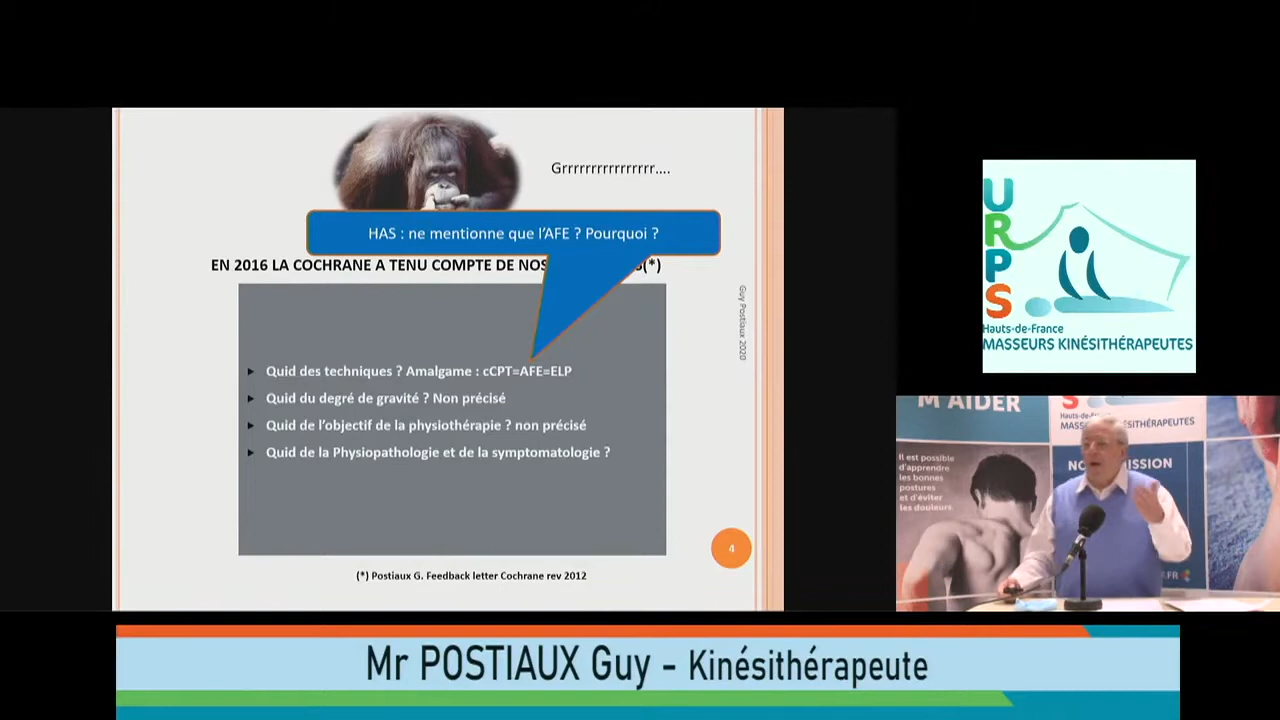 Grrrrrrrrrrrrrrrr....
HAS : ne mentionne que l'AFE ? Pourquoi ?
EN 2016 LA COCHRANE A TENU COMPTE DE NOS
(*)
Quid des techniques ? Amalgame : cCPT=AFE=ELP
Quid du degré de gravité ? Non précisé
Quid de l'objectif de la physiothérapie ? non précisé
Quid de la Physiopathologie et de la symptomatologie ?
Guy Postiaux 2020
4
(*) Postiaux G. Feedback letter Cochrane rev 2012
URPS
Hauts-de-France
MASSEURS KINÉSITHÉRAPEUTES
M'AIDER
Il est possible
d'apprendre
les bonnes
postures
et d'éviter
les douleurs
S
Hauts-de-
KINÉSITHÉRAPEUTES
Mr POSTIAUX Guy - Kinésithérapeute